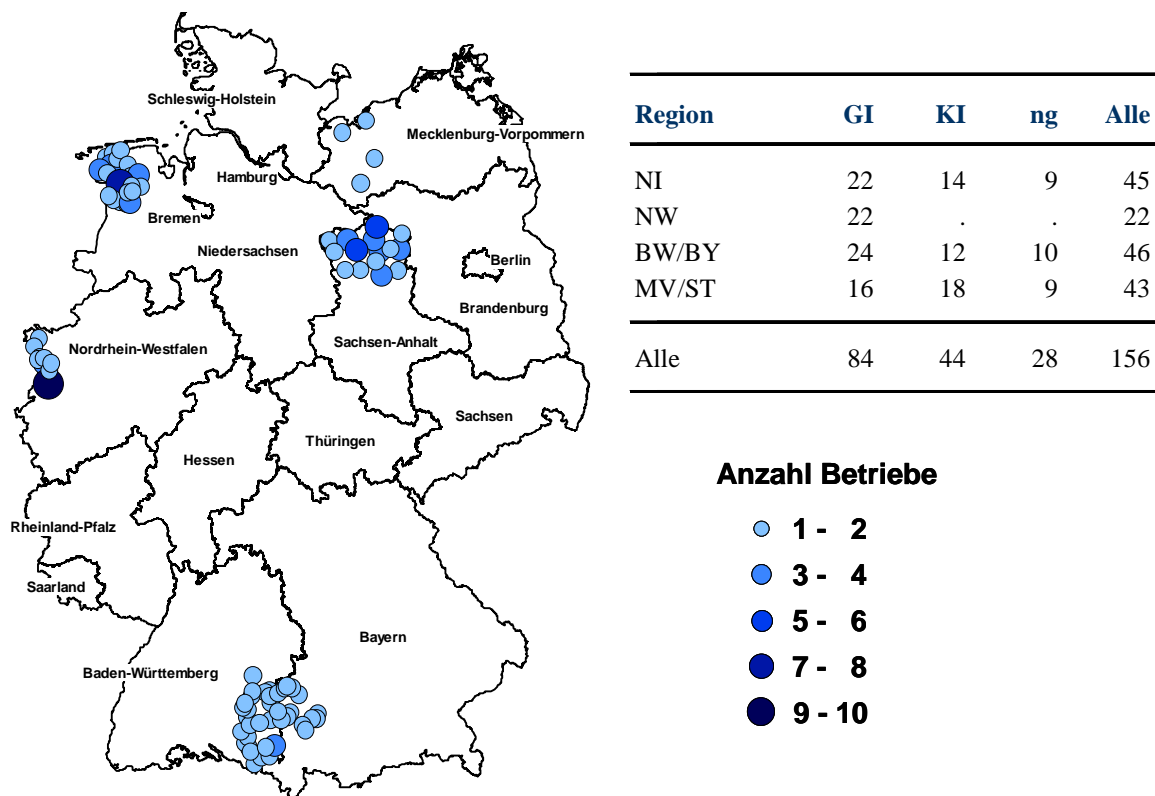 Schleswig-Holstein
Mecklenburg-Vorpommern
Hamburg
Bremen
Niedersachsen
Berlin
Brandenburg
Sachsen-Anhalt
Nordrhein-Westfalen
Sachsen
Thüringen
Hessen
Rheinland-Pfalz
Saarland
Bayern
Baden-Württemberg
Region GI KI ng Alle
NI 22 14 9 45
NW 22 . . 22
BW/BY 24 12 10 46
MV/ST 16 18 9 43
Alle 84 44 28 156
Anzahl Betriebe
1 - 2
3 - 4
5 - 6
7 - 8
9 - 10